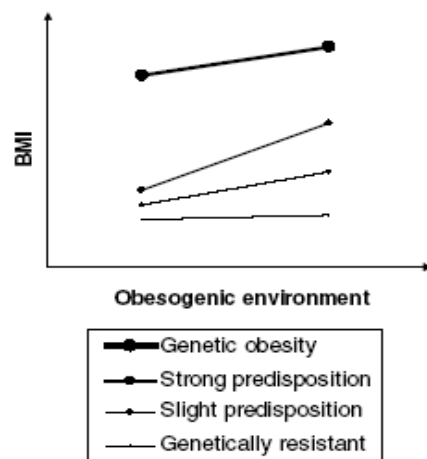 BMI
Obesogenic environment
Genetic obesity
Strong predisposition
Slight predisposition
Genetically resistant